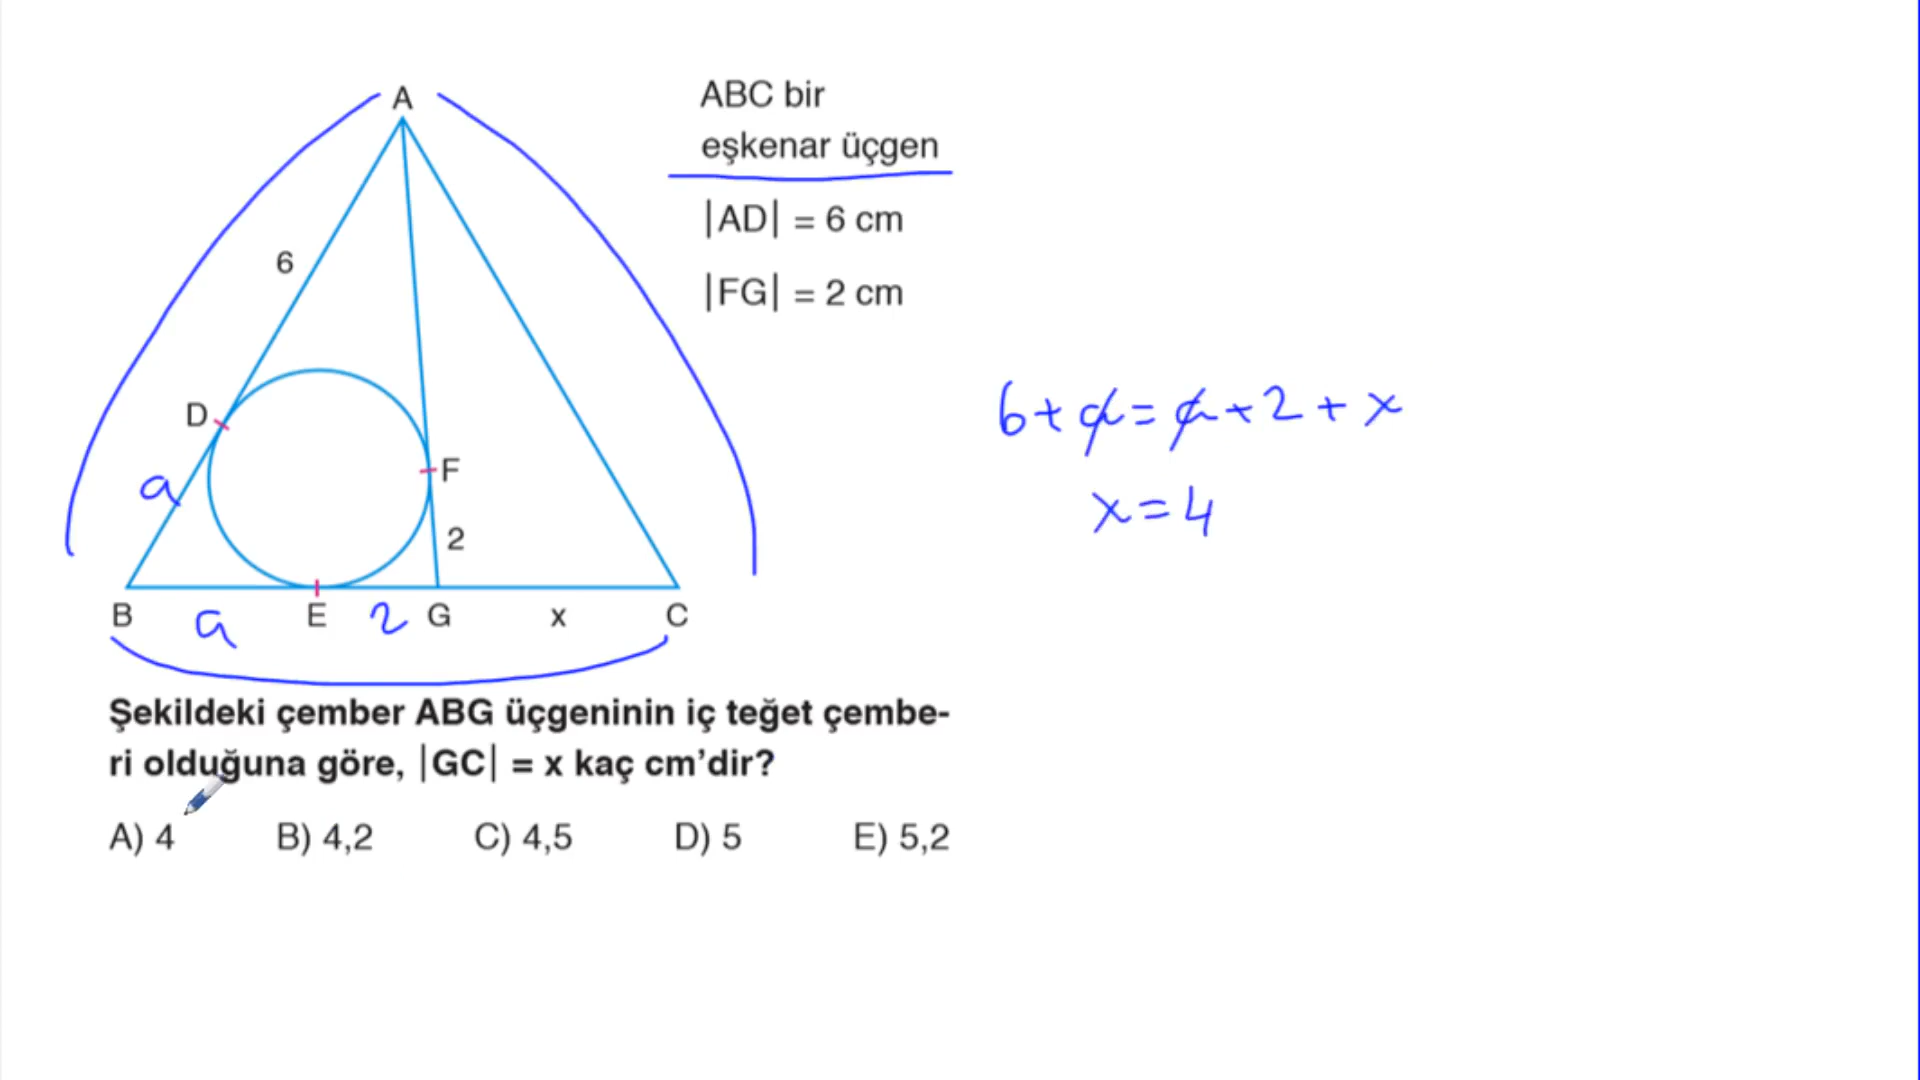 A
ABC bir
eşkenar üçgen
|AD| = 6 cm
6
|FG| = 2 cm
6+a=a+2+x
D
F
a
x=4
2
B
E
G
x
C
a
2
Şekildeki çember ABG üçgeninin iç teğet çembe-
ri olduğuna göre, |GC| = x kaç cm’dir?
A) 4 B) 4,2 C) 4,5 D) 5 E) 5,2